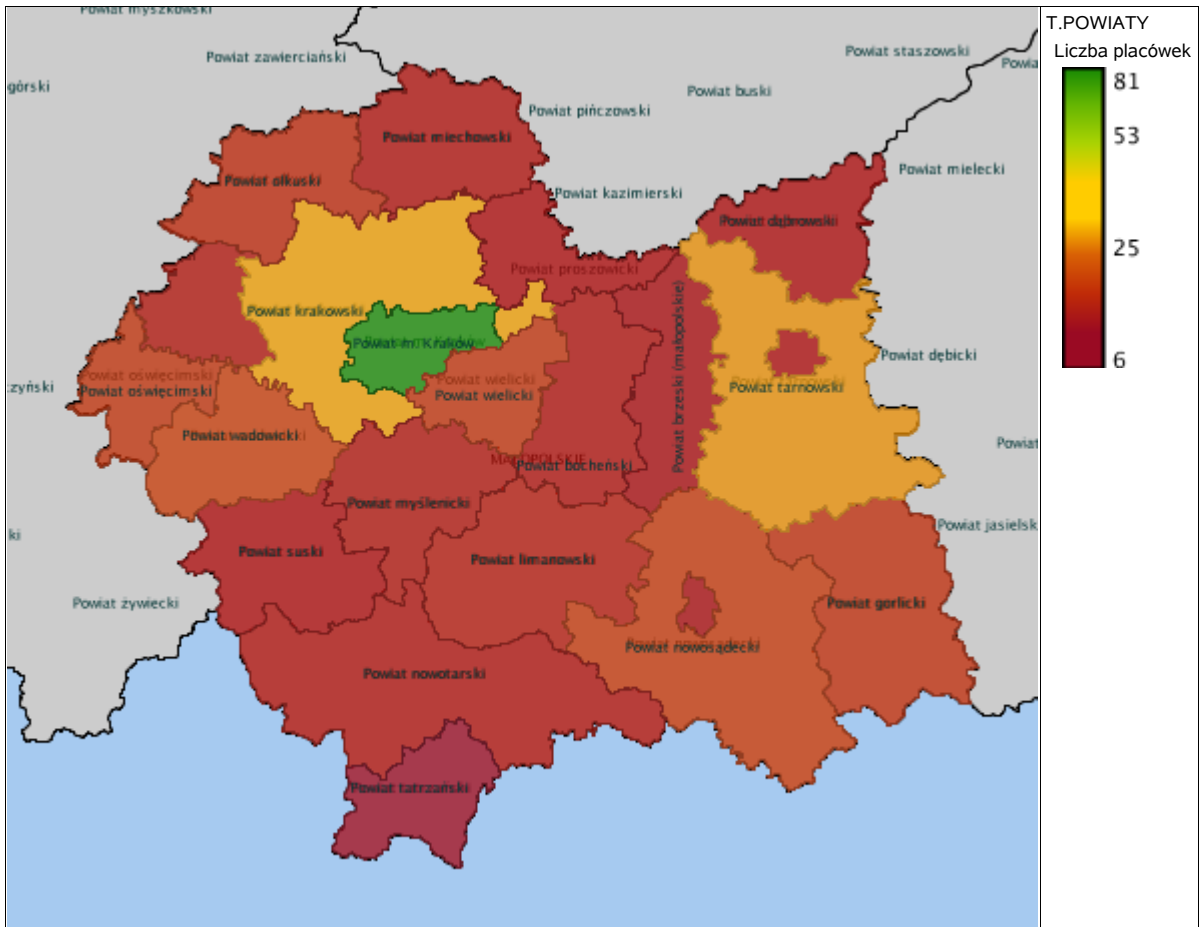 Powiat myszkowski
T.POWIATY
Powiat zawierciański
Powiat staszowski
Liczba placówek
Powia
górski
Powiat buski
81
Powiat pińczowski
Powiat miechowski
53
Powiat mielecki
Powiat olkuski
Powiat kazimierski
Powiat dąbrowski
25
Powiat proszowicki
Powiat krakowski
Powiat m. Kraków
Powiat brzeski (małopolskie)
Powiat dębicki
6
Powiat oświęcimski
Powiat oświęcimski
czyński
Powiat wielicki
Powiat wielicki
Powiat tarnowski
Powiat wadowicki
Powiat
MAŁOPOLSKIE
Powiat bocheński
Powiat myślenicki
Powiat jasielsk
ki
Powiat suski
Powiat limanowski
Powiat żywiecki
Powiat gorlicki
Powiat nowosądecki
Powiat nowotarski
Powiat tatrzański